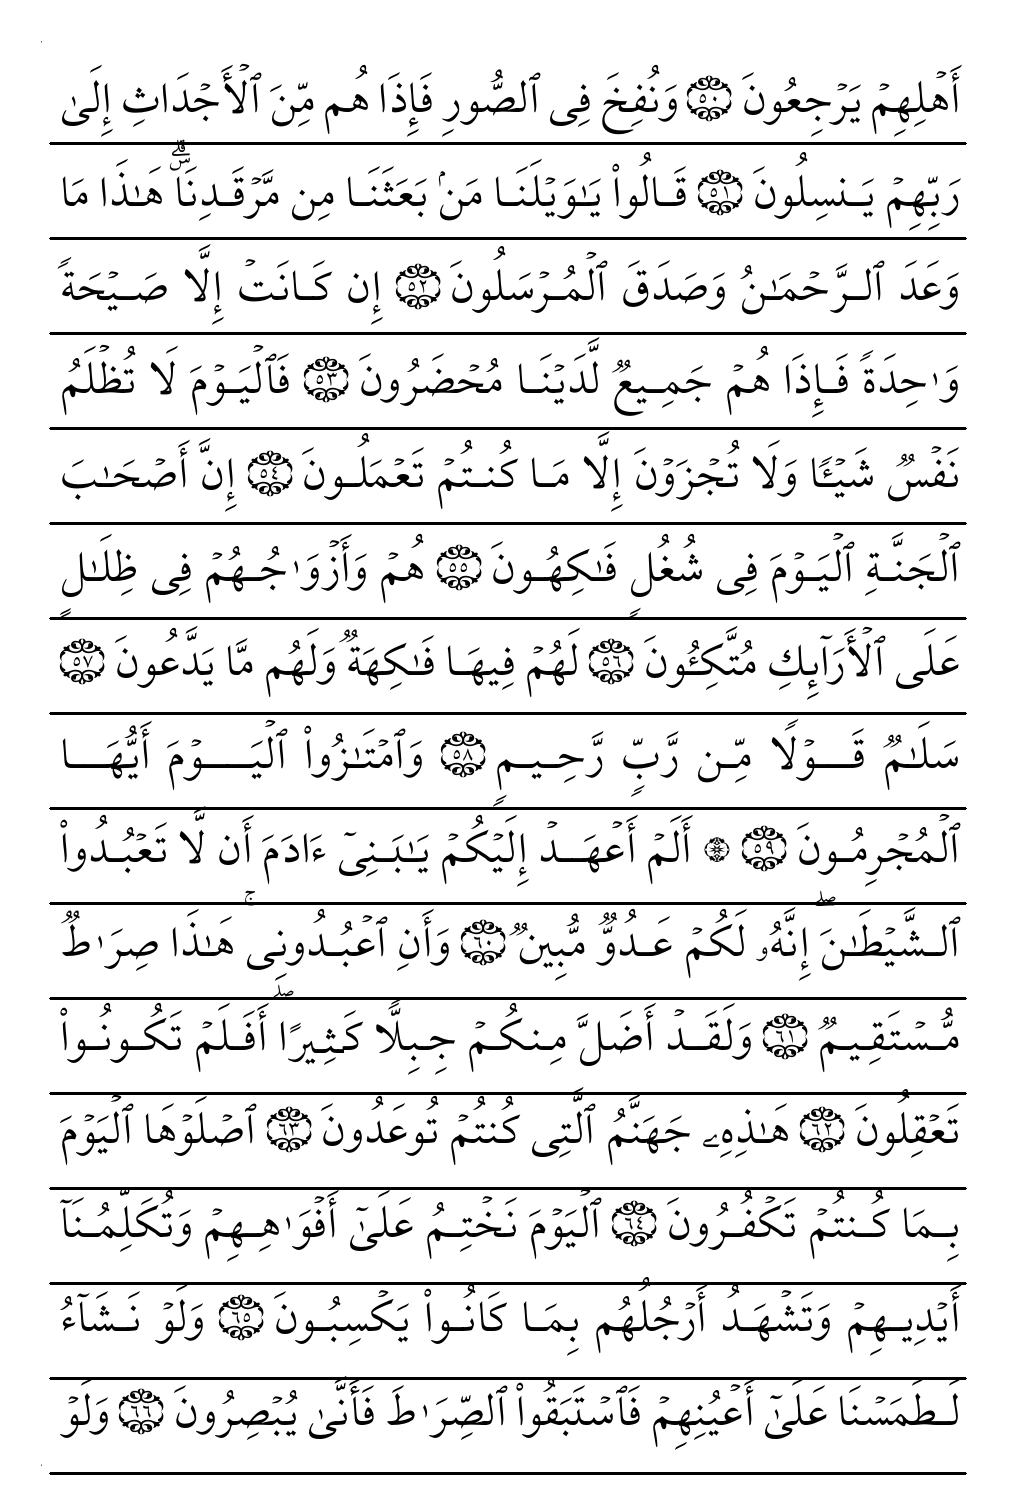 أَهۡلِهِمۡ يَرۡجِعُونَ ٥٠ وَنُفِخَ فِى ٱلصُّورِ فَإِذَا هُم مِّنَ ٱلۡأَجۡدَاثِ إِلَىٰ
رَبِّهِمۡ يَنسِلُونَ ٥١ قَالُواْ يَٰوَيۡلَنَا مَنۢ بَعَثَنَا مِن مَّرۡقَدِنَاۜۗ هَٰذَا مَا
وَعَدَ ٱلرَّحۡمَٰنُ وَصَدَقَ ٱلۡمُرۡسَلُونَ ٥٢ إِن كَانَتۡ إِلَّا صَيۡحَةً
وَٰحِدَةً فَإِذَا هُمۡ جَمِيعٌ لَّدَيۡنَا مُحۡضَرُونَ ٥٣ فَٱلۡيَوۡمَ لَا تُظۡلَمُ
نَفۡسٌ شَيۡـًٔا وَلَا تُجۡزَوۡنَ إِلَّا مَا كُنتُمۡ تَعۡمَلُونَ ٥٤ إِنَّ أَصۡحَٰبَ
ٱلۡجَنَّةِ ٱلۡيَوۡمَ فِى شُغُلٍ فَٰكِهُونَ ٥٥ هُمۡ وَأَزۡوَٰجُهُمۡ فِى ظِلَٰلٍ
عَلَى ٱلۡأَرَآئِكِ مُتَّكِـُٔونَ ٥٦ لَهُمۡ فِيهَا فَٰكِهَةٌ وَلَهُم مَّا يَدَّعُونَ ٥٧
سَلَٰمٌ قَوۡلًا مِّن رَّبٍّ رَّحِيمٍ ٥٨ وَٱمۡتَٰزُواْ ٱلۡيَوۡمَ أَيُّهَا
ٱلۡمُجۡرِمُونَ ٥٩ ۞ أَلَمۡ أَعۡهَدۡ إِلَيۡكُمۡ يَٰبَنِىٓ ءَادَمَ أَن لَّا تَعۡبُدُواْ
ٱلشَّيۡطَٰنَۖ إِنَّهُۥ لَكُمۡ عَدُوٌّ مُّبِينٌ ٦٠ وَأَنِ ٱعۡبُدُونِىۚ هَٰذَا صِرَٰطٌ
مُّسۡتَقِيمٌ ٦١ وَلَقَدۡ أَضَلَّ مِنكُمۡ جِبِلًّا كَثِيرًاۖ أَفَلَمۡ تَكُونُواْ
تَعۡقِلُونَ ٦٢ هَٰذِهِۦ جَهَنَّمُ ٱلَّتِى كُنتُمۡ تُوعَدُونَ ٦٣ ٱصۡلَوۡهَا ٱلۡيَوۡمَ
بِمَا كُنتُمۡ تَكۡفُرُونَ ٦٤ ٱلۡيَوۡمَ نَخۡتِمُ عَلَىٰٓ أَفۡوَٰهِهِمۡ وَتُكَلِّمُنَآ
أَيۡدِيهِمۡ وَتَشۡهَدُ أَرۡجُلُهُم بِمَا كَانُواْ يَكۡسِبُونَ ٦٥ وَلَوۡ نَشَآءُ
لَطَمَسۡنَا عَلَىٰٓ أَعۡيُنِهِمۡ فَٱسۡتَبَقُواْ ٱلصِّرَٰطَ فَأَنَّىٰ يُبۡصِرُونَ ٦٦ وَلَوۡ